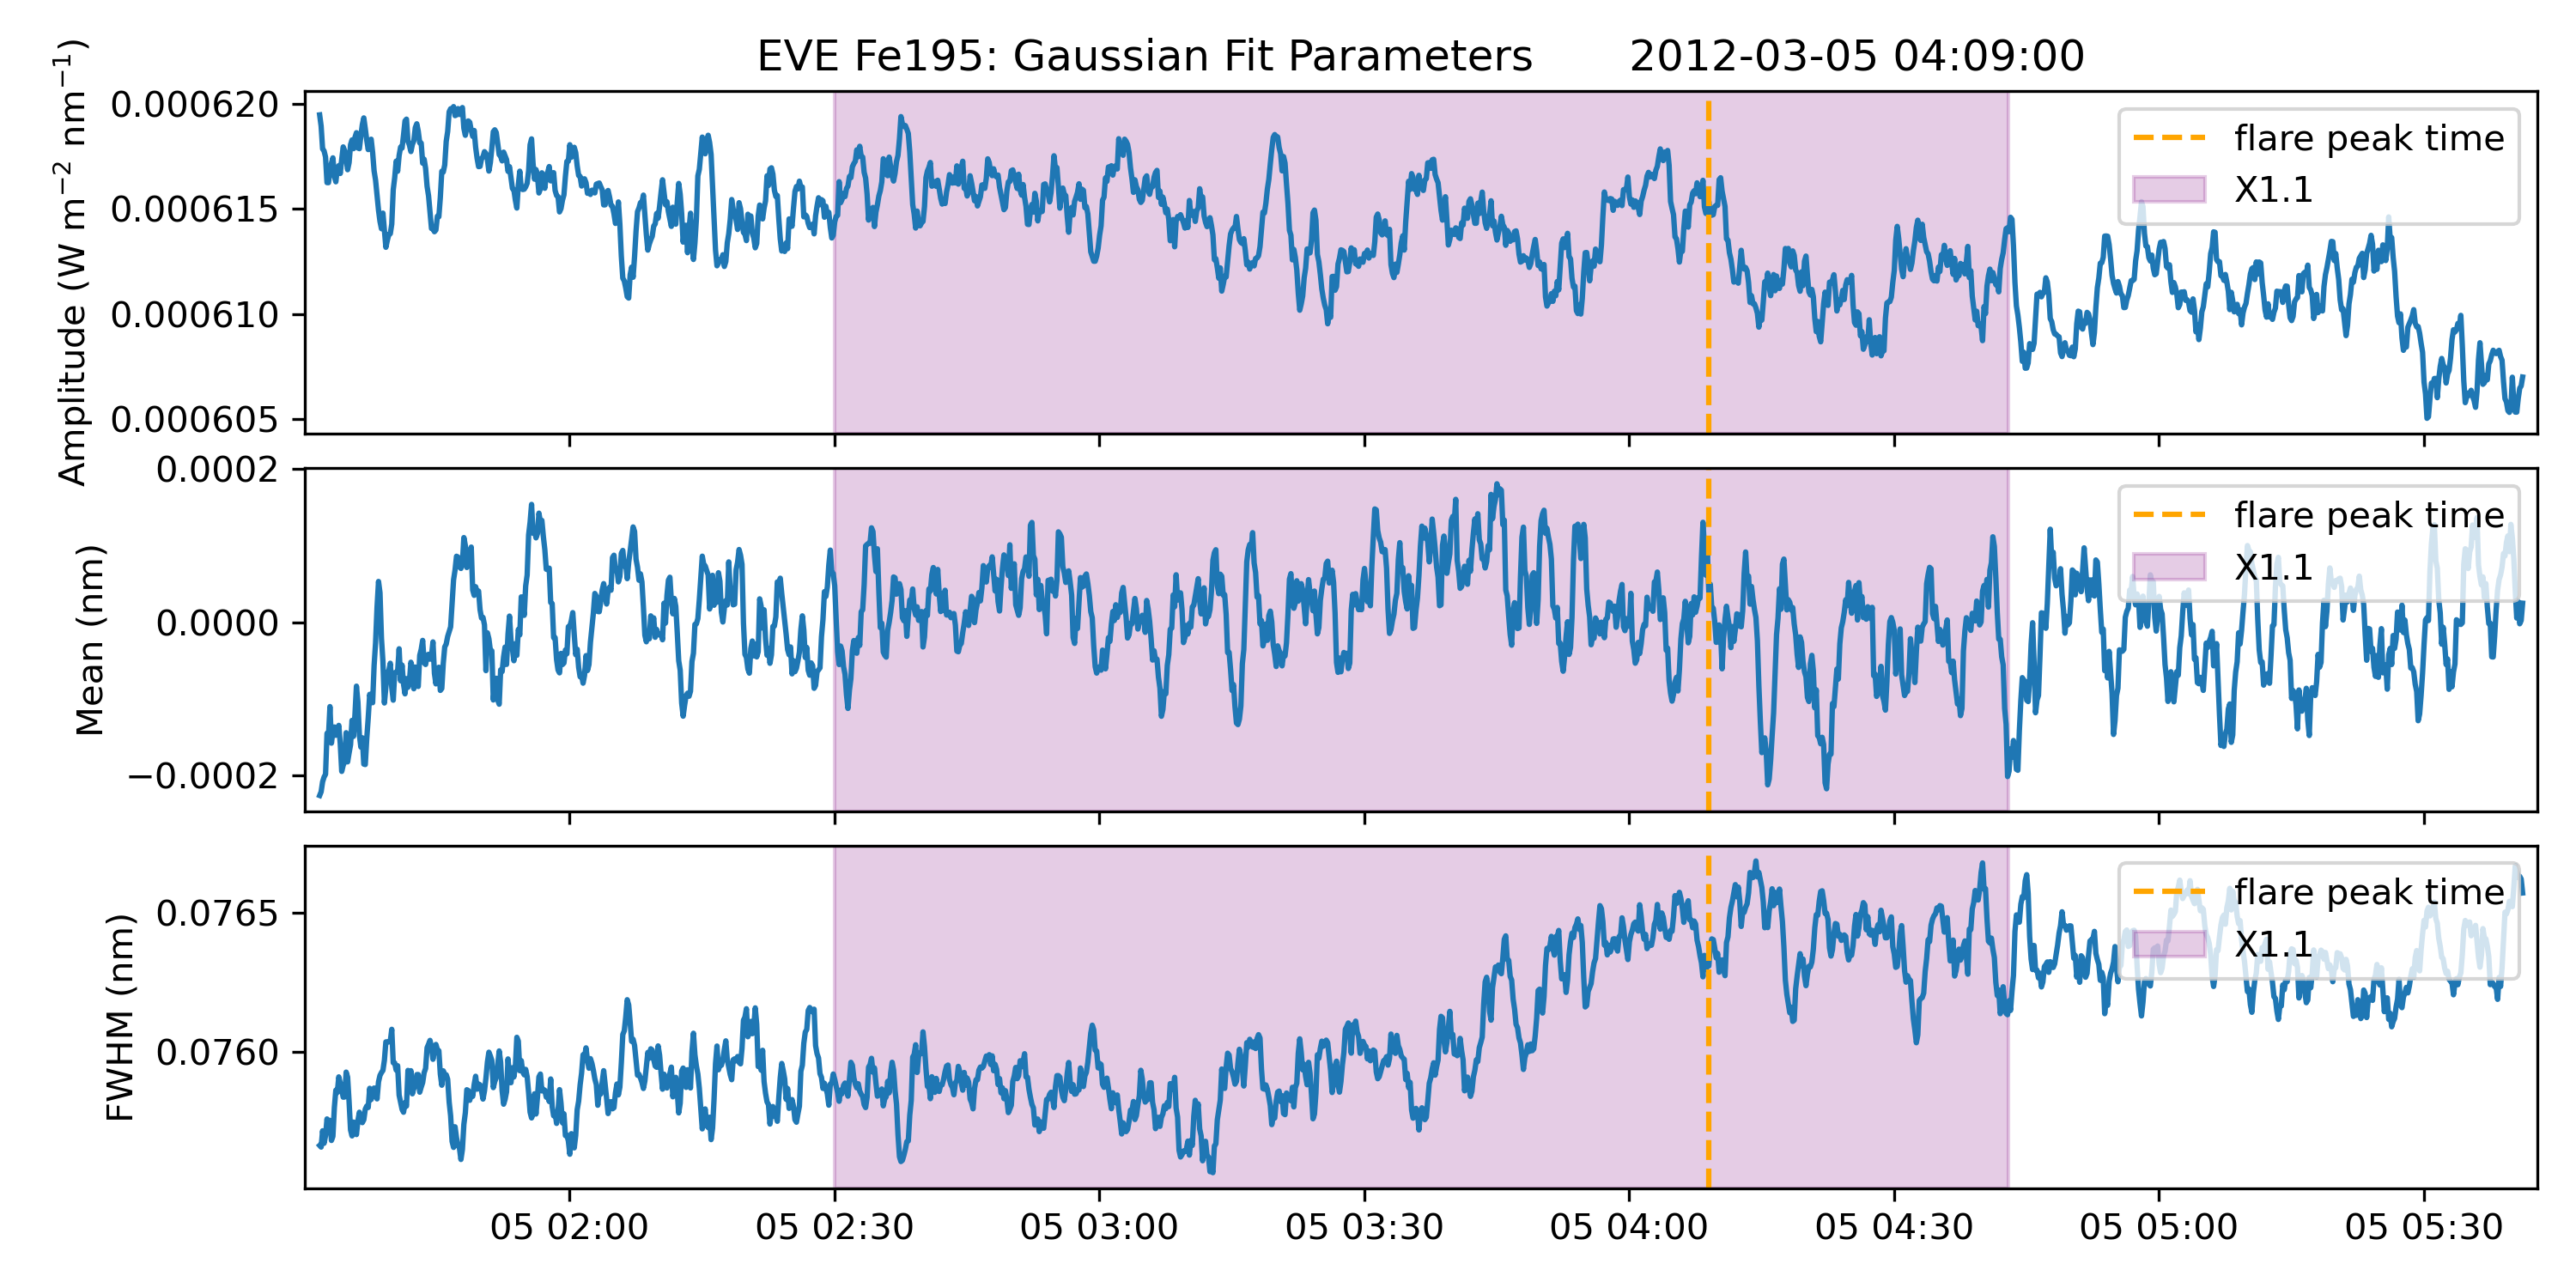 EVE Fe195: Gaussian Fit Parameters 2012-03-05 04:09:00
Amplitude (W m⁻² nm⁻¹)
0.000620
0.000615
0.000610
0.000605
flare peak time
X1.1
Mean (nm)
0.0002
0.0000
−0.0002
flare peak time
X1.1
FWHM (nm)
0.0765
0.0760
flare peak time
X1.1
05 02:00 05 02:30 05 03:00 05 03:30 05 04:00 05 04:30 05 05:00 05 05:30